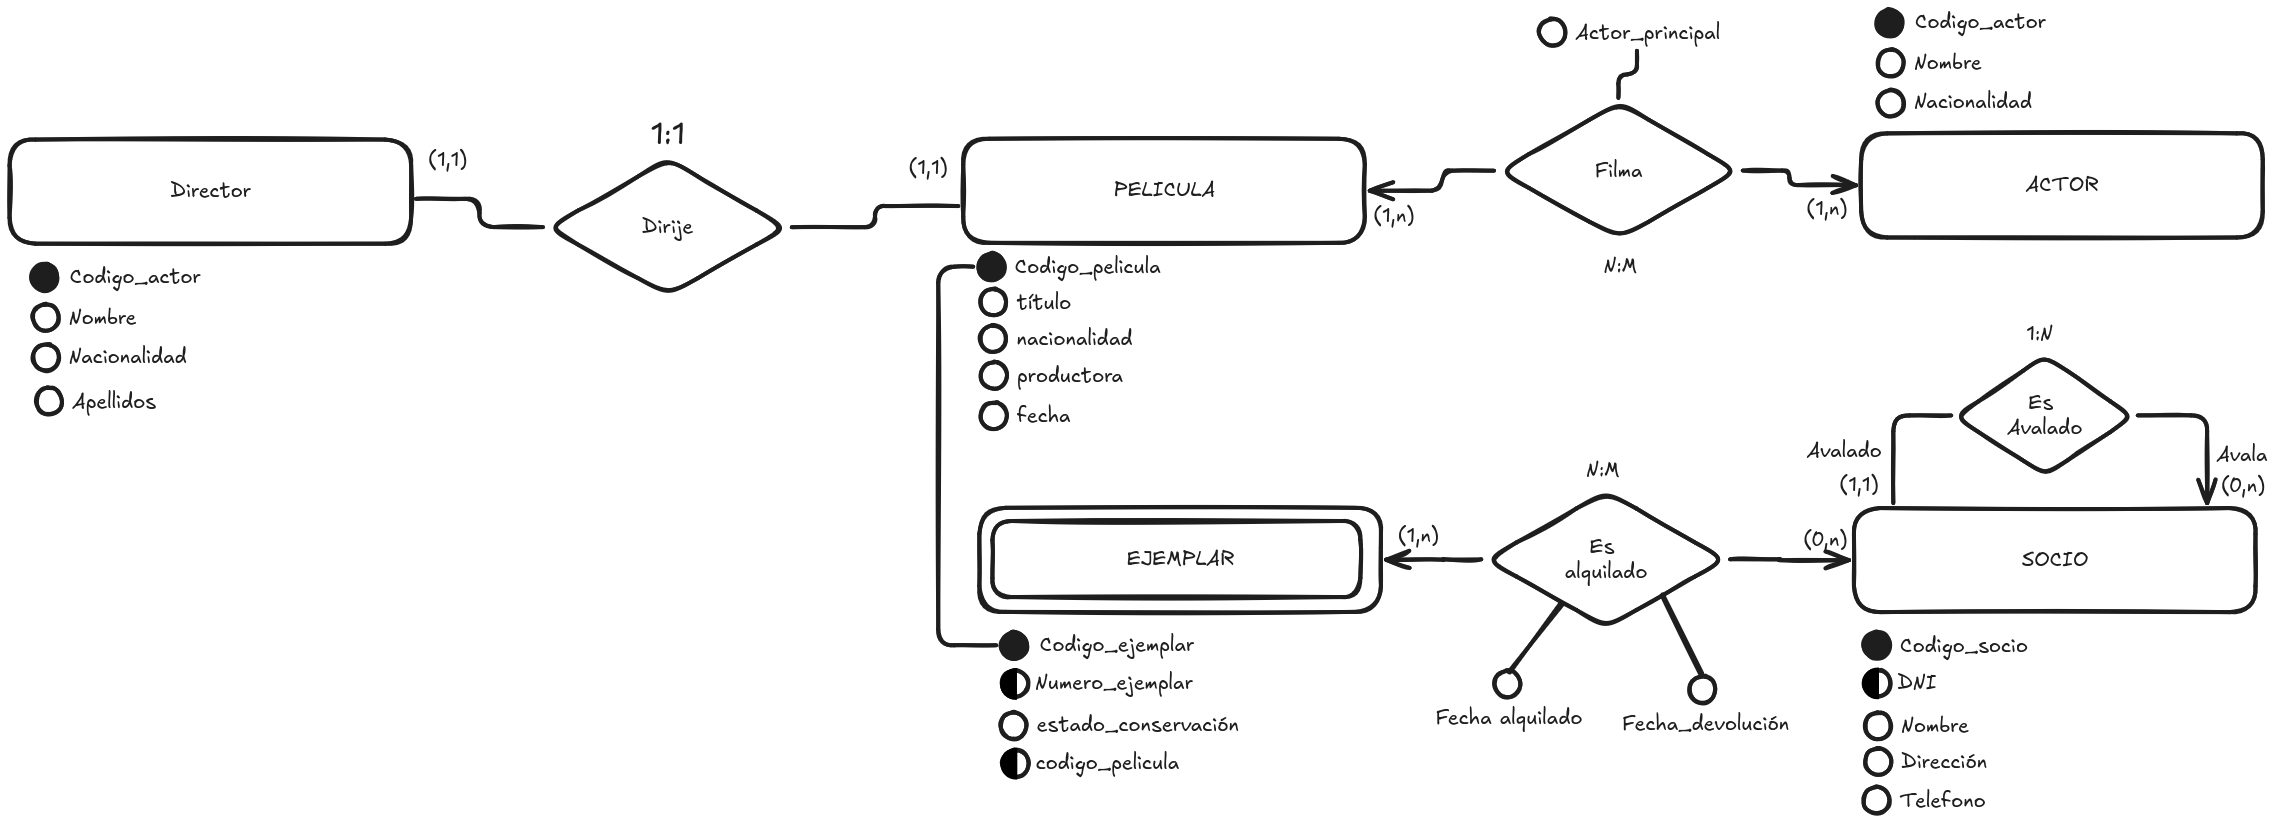 Actor_principal
Codigo_actor
Nombre
Nacionalidad
1:1
(1,1)
(1,1)
Director
Dirije
PELICULA
Filma
ACTOR
(1,n)
(1,n)
N:M
Codigo_actor
Nombre
Nacionalidad
Apellidos
Codigo_pelicula
título
nacionalidad
productora
fecha
1:N
Es
Avalado
Avalado
(1,1)
Avala
(0,n)
N:M
(1,n)
(0,n)
EJEMPLAR
Es
alquilado
SOCIO
Codigo_ejemplar
Numero_ejemplar
estado_conservación
codigo_pelicula
Fecha alquilado
Fecha_devolución
Codigo_socio
DNI
Nombre
Dirección
Telefono